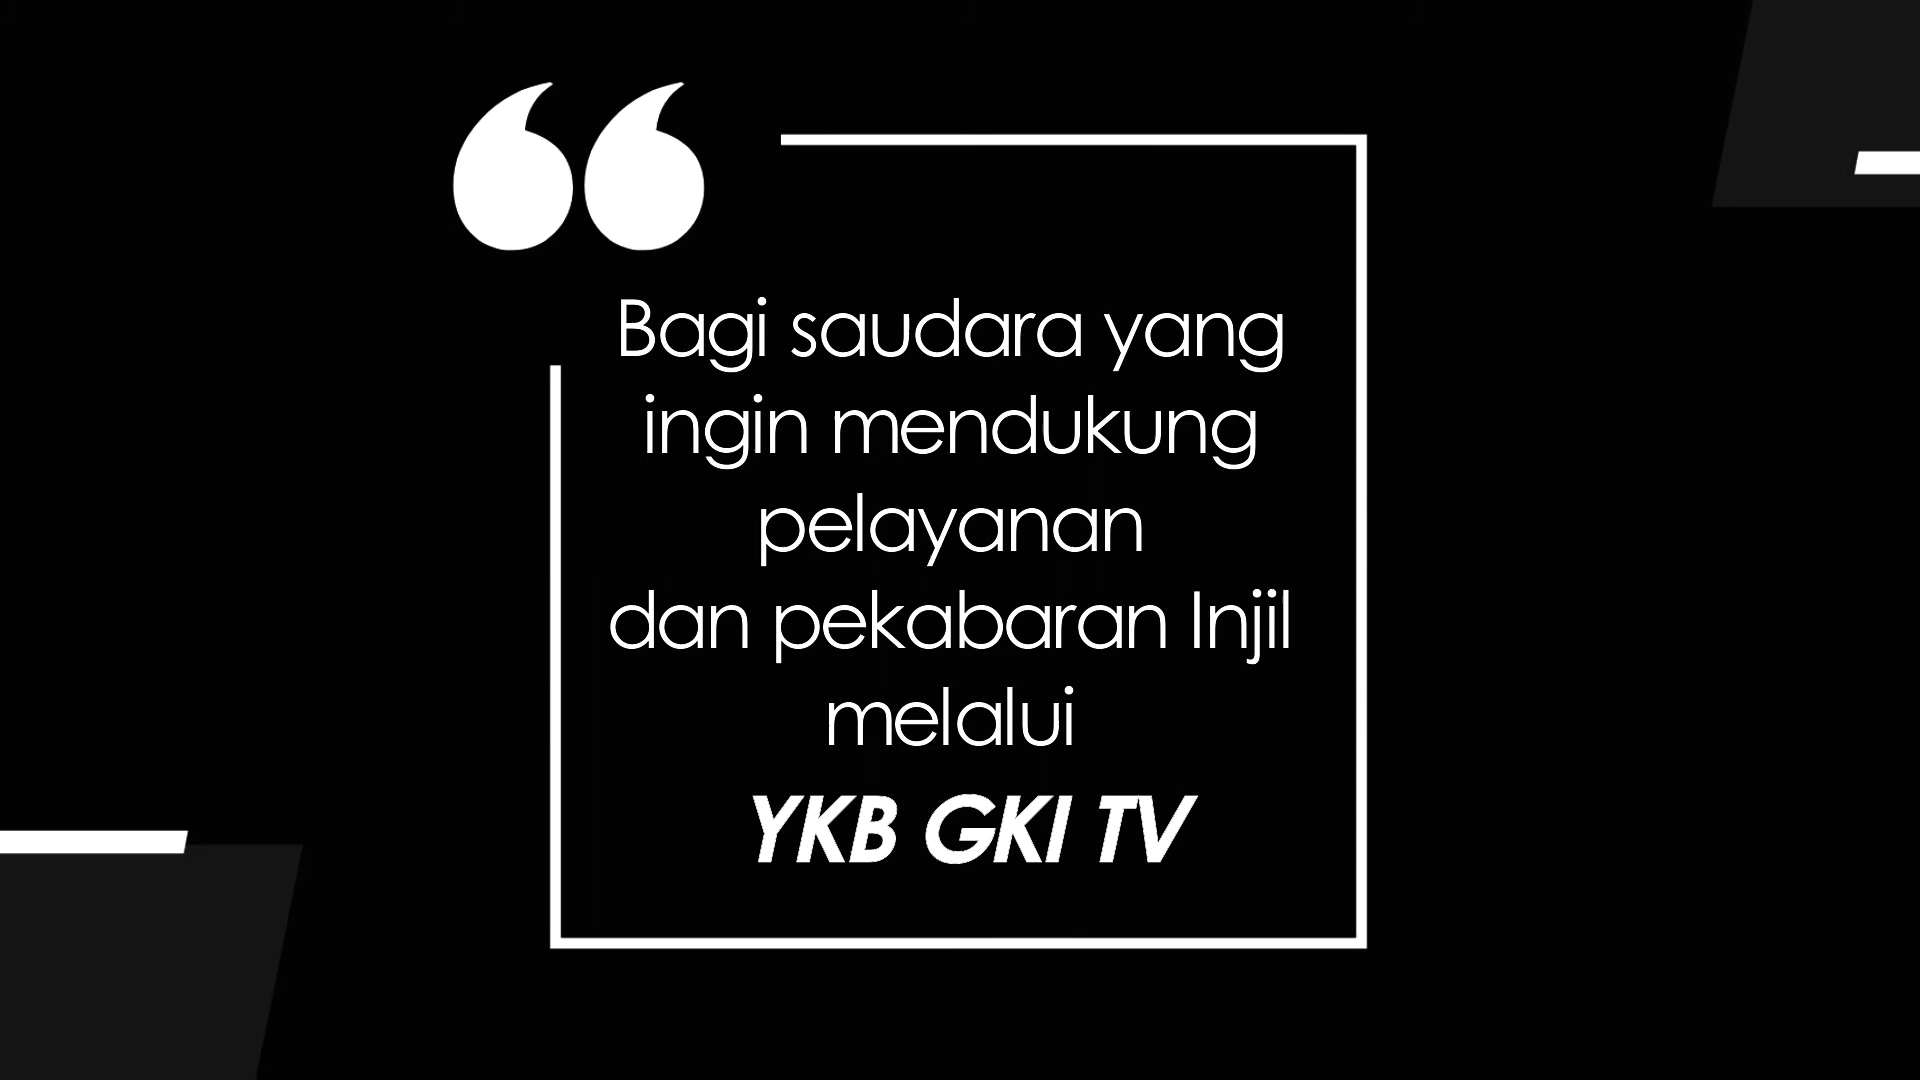 Bagi saudara yang
ingin mendukung
pelayanan
dan pekabaran Injil
melalui
YKB GKI TV